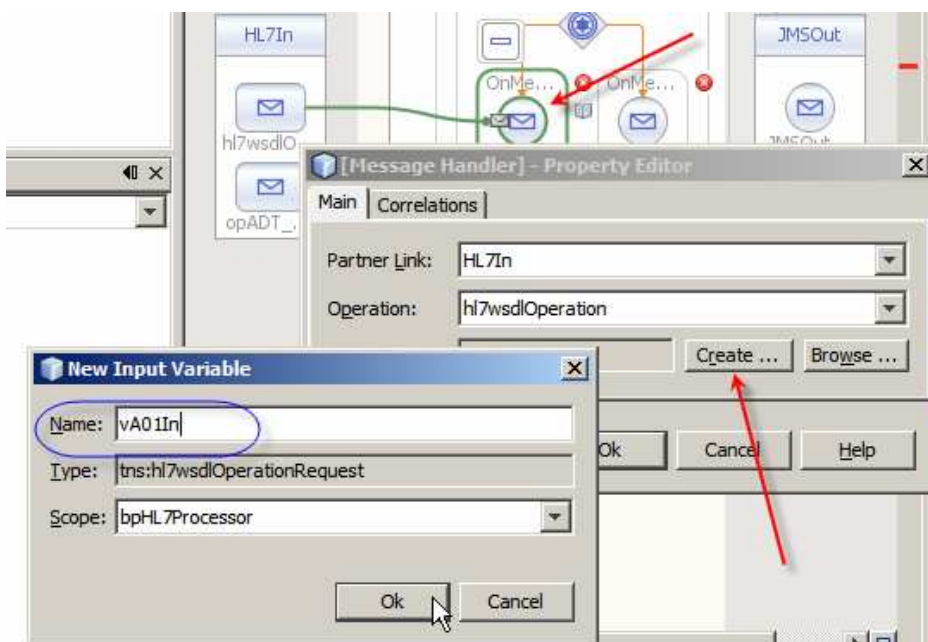 HL7In
JMSOut
OnMe...
OnMe...
hl7wsdlO
opADT_
[Message Handler] - Property Editor
Main
Correlations
Partner Link:
HL7In
Operation:
hl7wsdlOperation
Create ...
Browse ...
New Input Variable
Name:
vA01In
Type:
tns:hl7wsdlOperationRequest
Scope:
bpHL7Processor
Ok
Cancel
Help
Ok
Cancel